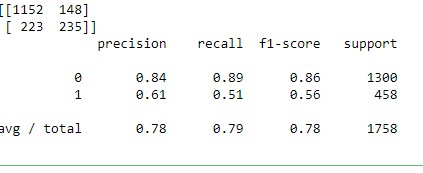 [[1152 148]
[ 223 235]]
precision recall f1-score support
0 0.84 0.89 0.86 1300
1 0.61 0.51 0.56 458
avg / total 0.78 0.79 0.78 1758